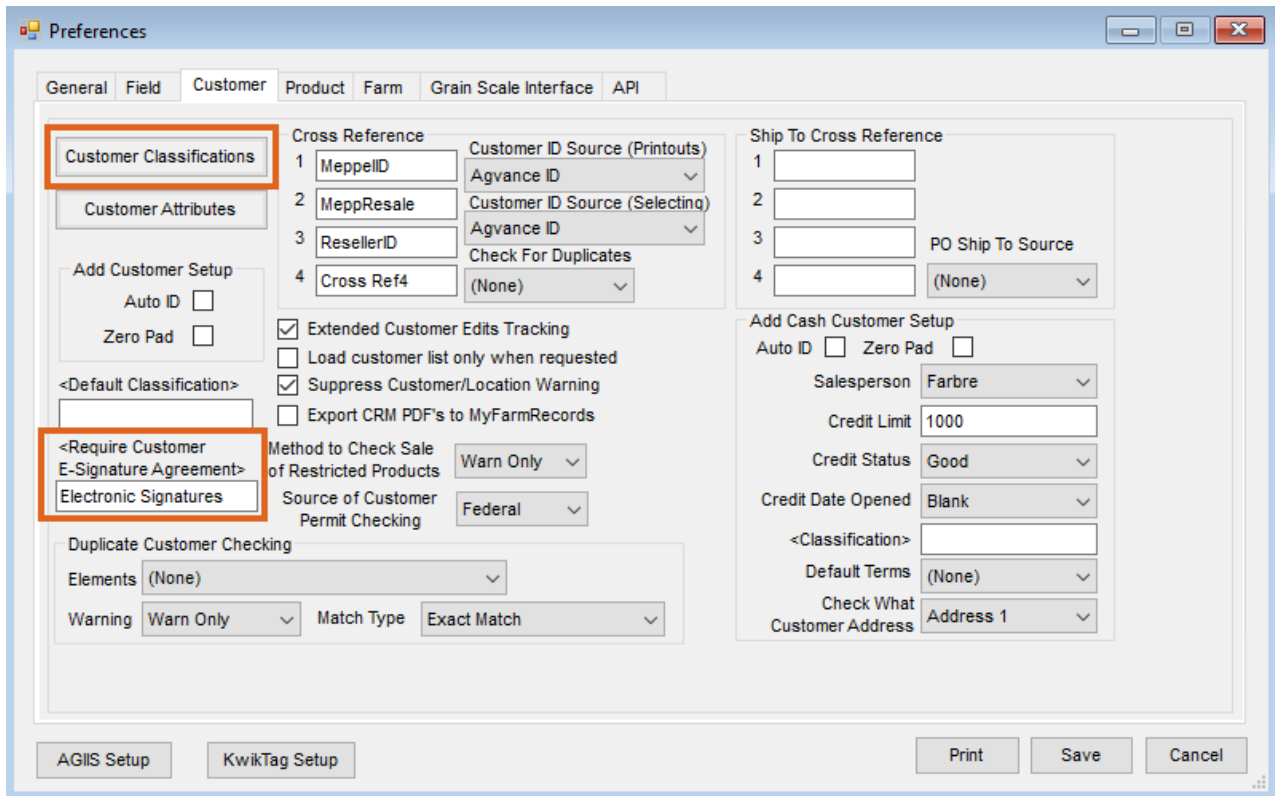 Preferences
General Field Customer Product Farm Grain Scale Interface API
Customer Classifications
Customer Attributes
Add Customer Setup
Auto ID
Zero Pad
<Default Classification>
<Require Customer
E-Signature Agreement>
Electronic Signatures
Cross Reference
1 MeppelID
2 MeppResale
3 ResellerID
4 Cross Ref4
Customer ID Source (Printouts)
Agvance ID
Customer ID Source (Selecting)
Agvance ID
Check For Duplicates
(None)
Extended Customer Edits Tracking
Load customer list only when requested
Suppress Customer/Location Warning
Export CRM PDF's to MyFarmRecords
Method to Check Sale
of Restricted Products
Warn Only
Source of Customer
Permit Checking
Federal
Duplicate Customer Checking
Elements (None)
Warning Warn Only Match Type Exact Match
Ship To Cross Reference
1
2
3
4
PO Ship To Source
(None)
Add Cash Customer Setup
Auto ID Zero Pad
Salesperson Farbre
Credit Limit 1000
Credit Status Good
Credit Date Opened Blank
<Classification>
Default Terms (None)
Check What
Customer Address Address 1
AGIIS Setup KwikTag Setup Print Save Cancel